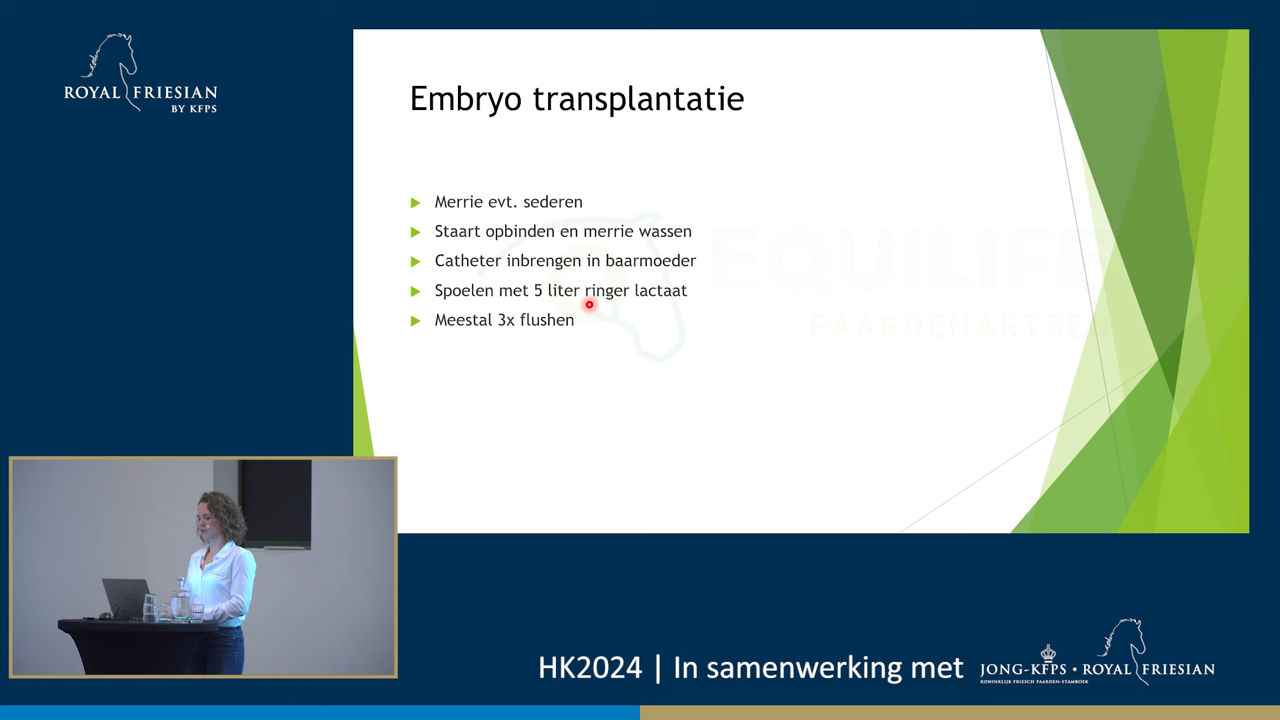 ROYAL FRIESIAN
BY KFPS
Embryo transplantatie
Merrie evt. sederen
Staart opbinden en merrie wassen
Catheter inbrengen in baarmoeder
Spoelen met 5 liter ringer lactaat
Meestal 3x flushen
EQUILIFE
PAARDENARTSEN
HK2024 | In samenwerking met
JONG-KFPS • ROYAL FRIESIAN
KONINKLIJK FRIESCH PAARDEN-STAMBOEK